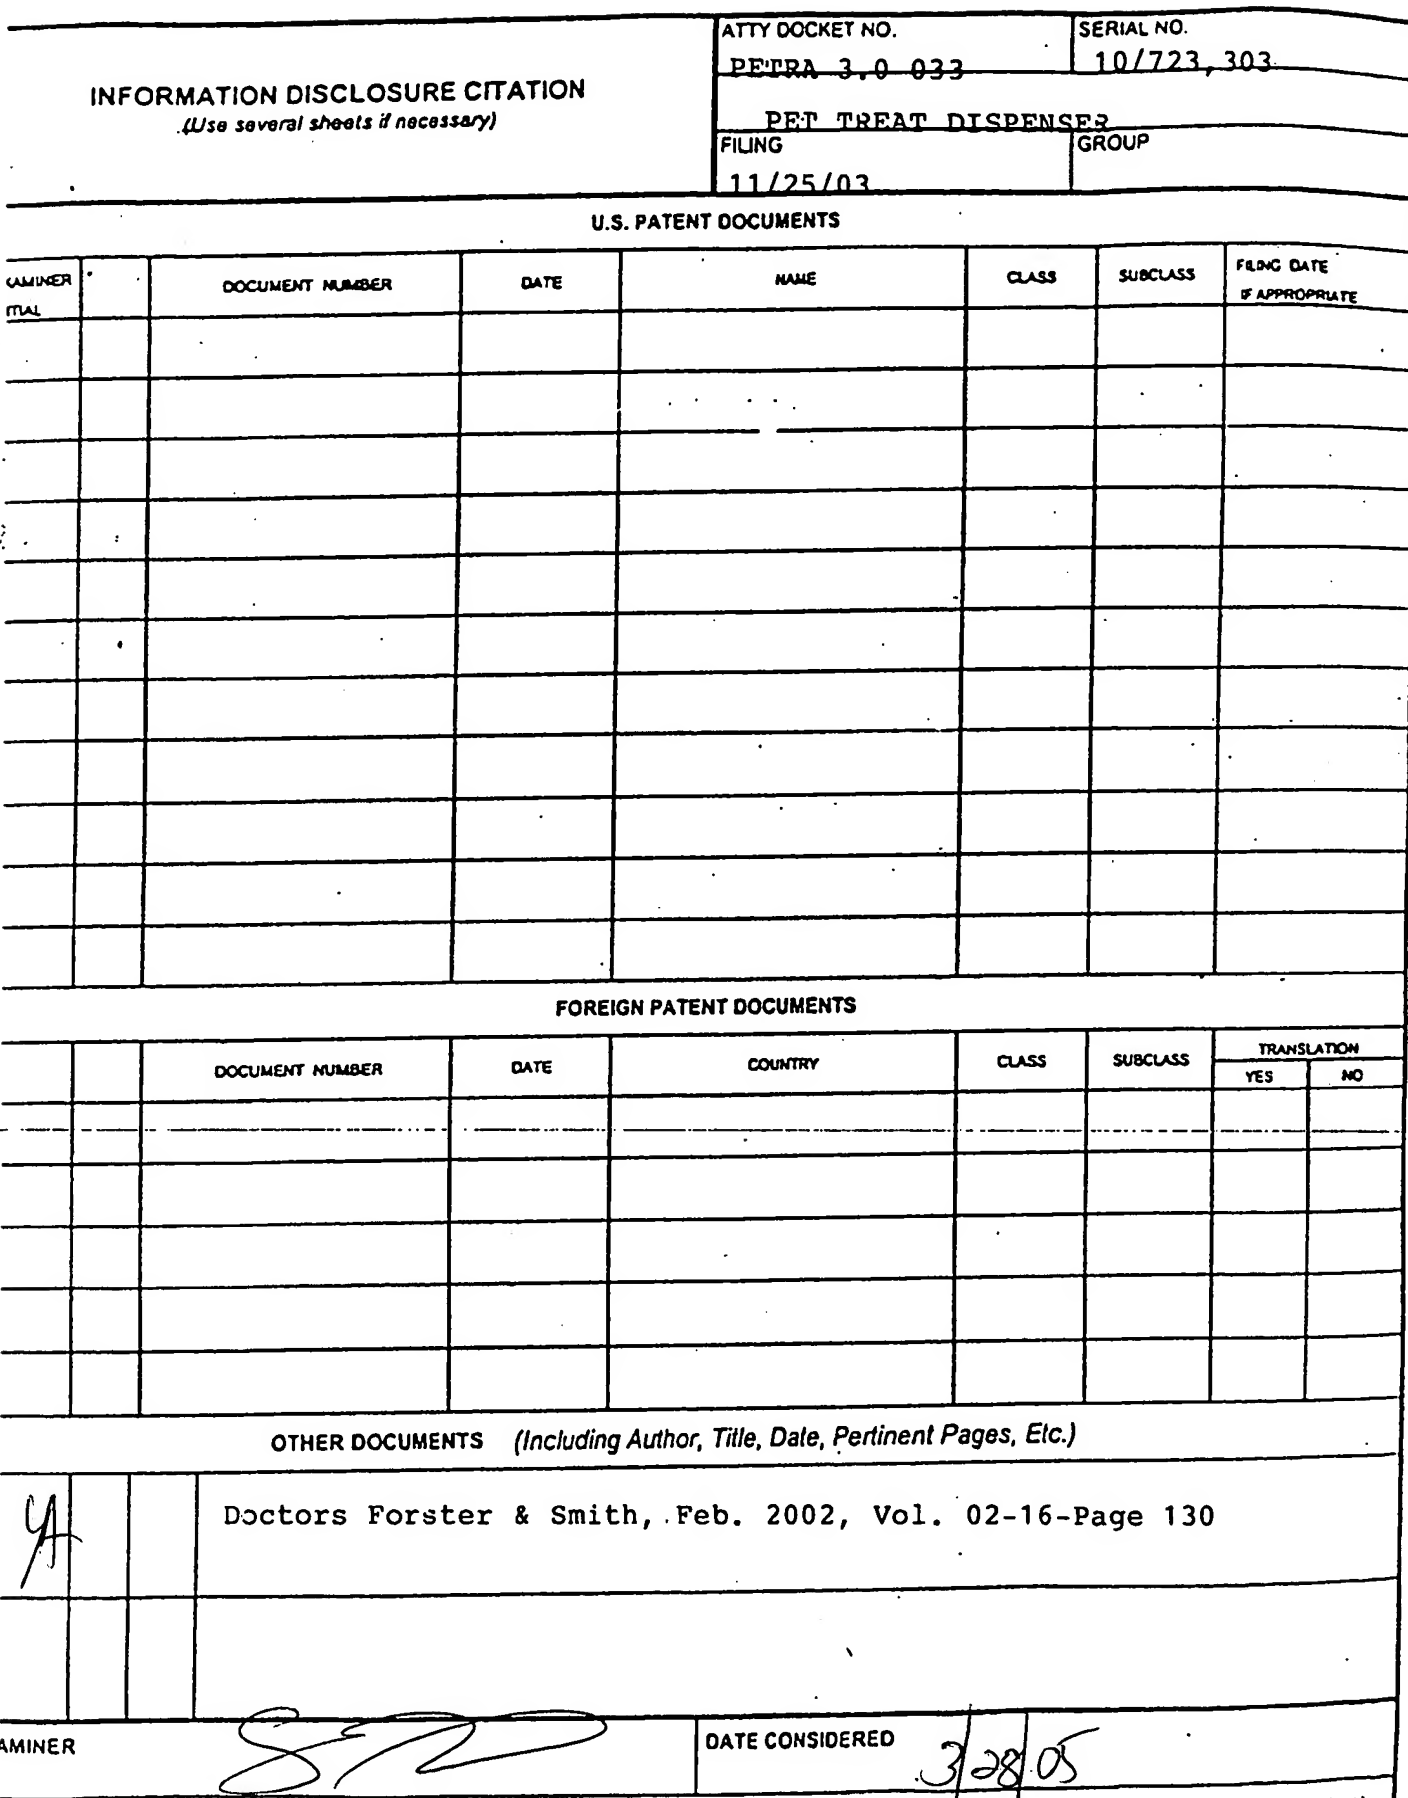 ATTY DOCKET NO.
SERIAL NO.
PETRA 3.0 033
10/723,303
INFORMATION DISCLOSURE CITATION
(Use several sheets if necessary)
PET TREAT DISPENSER
FILING
GROUP
11/25/03
U.S. PATENT DOCUMENTS
AMINER
ITIAL
DOCUMENT NUMBER
DATE
NAME
CLASS
SUBCLASS
FILING DATE
IF APPROPRIATE
FOREIGN PATENT DOCUMENTS
DOCUMENT NUMBER
DATE
COUNTRY
CLASS
SUBCLASS
TRANSLATION
YES
NO
OTHER DOCUMENTS (Including Author, Title, Date, Pertinent Pages, Etc.)
Doctors Forster & Smith, Feb. 2002, Vol. 02-16-Page 130
AMINER
DATE CONSIDERED
3/28/05